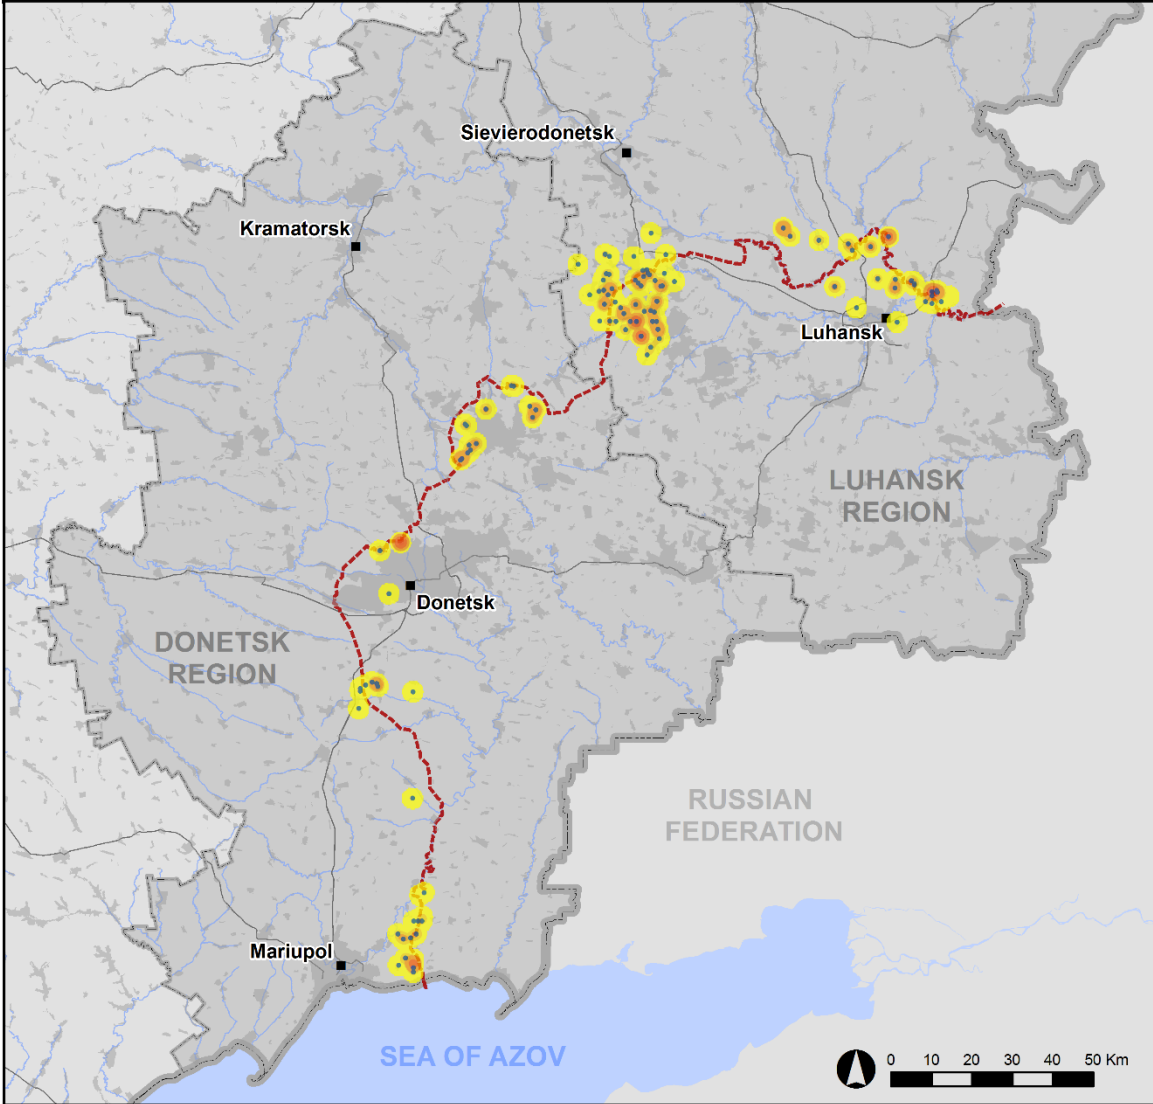 Sievierodonetsk
Kramatorsk
Luhansk
LUHANSK
REGION
Donetsk
DONETSK
REGION
RUSSIAN
FEDERATION
Mariupol
SEA OF AZOV
0 10 20 30 40 50 Km